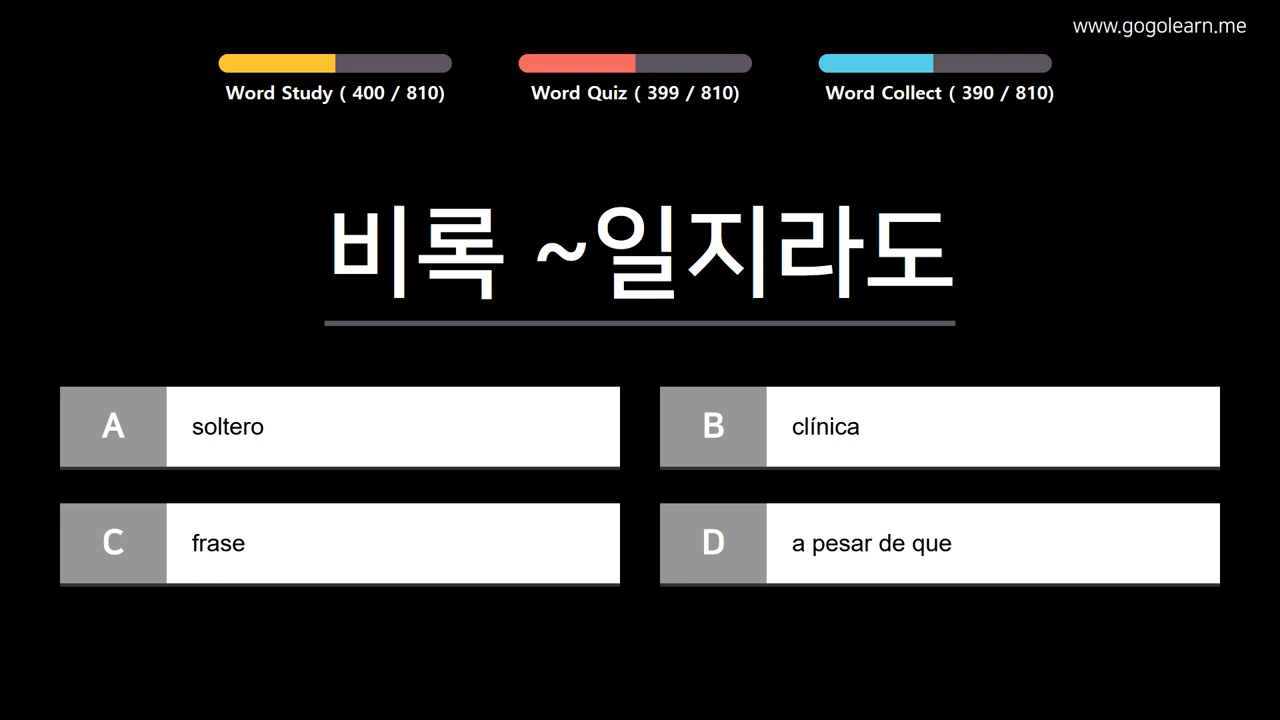 www.gogolearn.me
Word Study ( 400 / 810)
Word Quiz ( 399 / 810)
Word Collect ( 390 / 810)
비록 ~일지라도
A soltero
B clínica
C frase
D a pesar de que